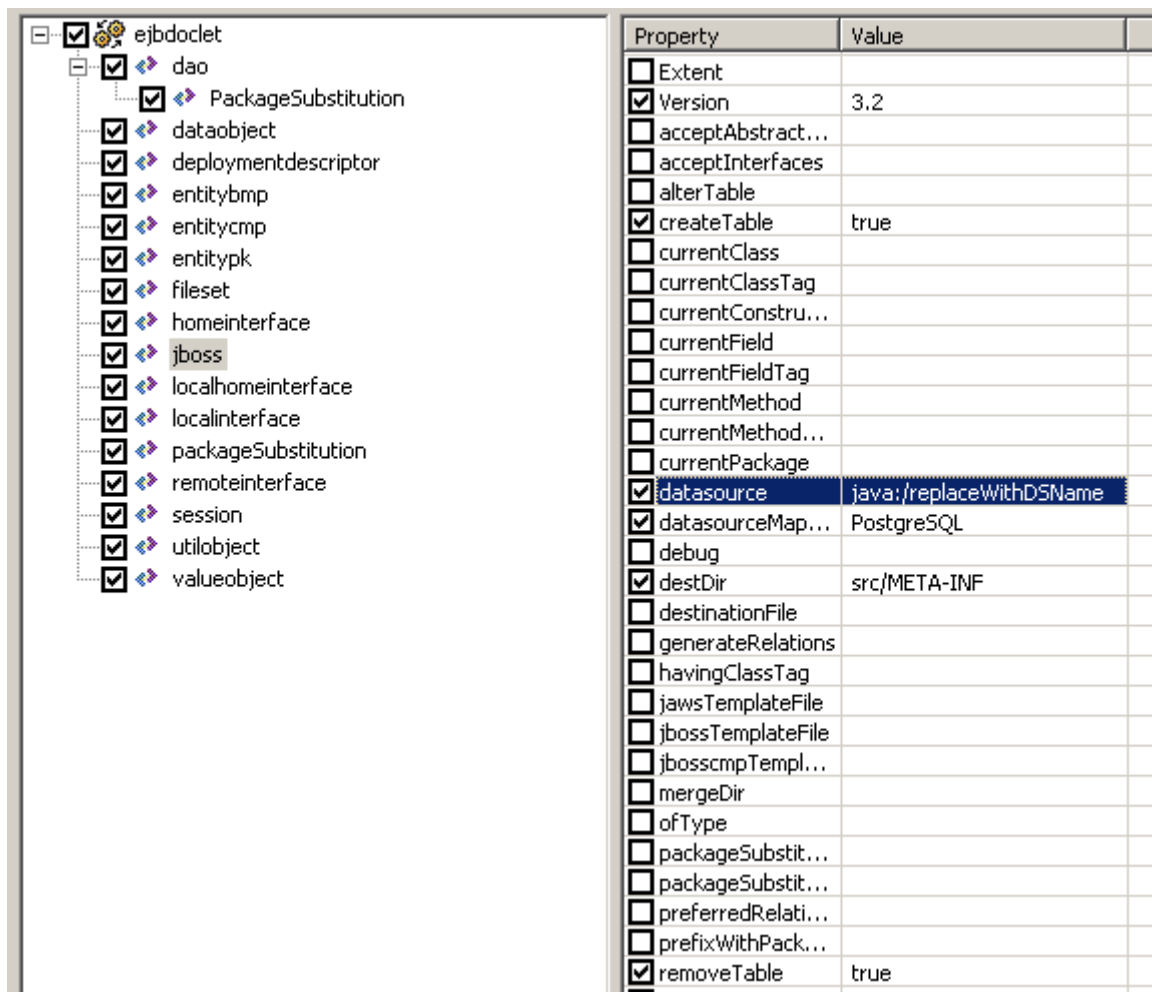 ejbdoclet
dao
PackageSubstitution
dataobject
deploymentdescriptor
entitybmp
entitycmp
entitypk
fileset
homeinterface
jboss
localhomeinterface
localinterface
packageSubstitution
remoteinterface
session
utilobject
valueobject
Property Value
Extent
Version 3.2
acceptAbstract...
acceptInterfaces
alterTable
createTable true
currentClass
currentClassTag
currentConstru...
currentField
currentFieldTag
currentMethod
currentMethod...
currentPackage
datasource java:/replaceWithDSName
datasourceMap... PostgreSQL
debug
destDir src/META-INF
destinationFile
generateRelations
havingClassTag
jawsTemplateFile
jbossTemplateFile
jbosscmpTempl...
mergeDir
ofType
packageSubstit...
packageSubstit...
preferredRelati...
prefixWithPack...
removeTable true